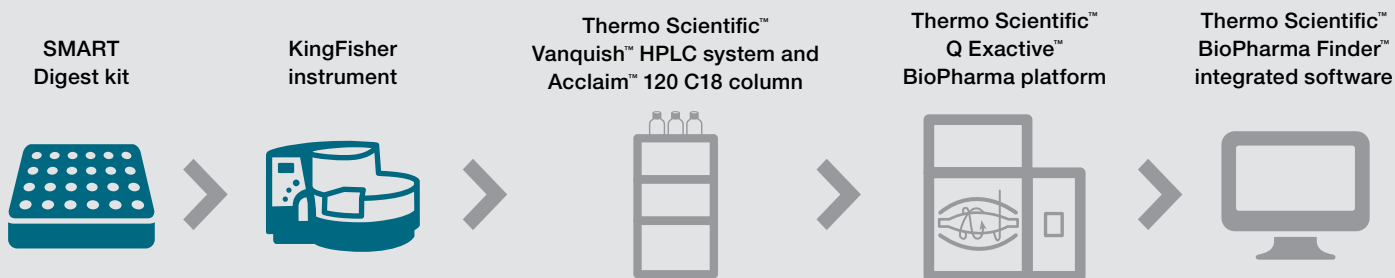 SMART
Digest kit
KingFisher
instrument
Thermo Scientific™
Vanquish™ HPLC system and
Acclaim™ 120 C18 column
Thermo Scientific™
Q Exactive™
BioPharma platform
Thermo Scientific™
BioPharma Finder™
integrated software